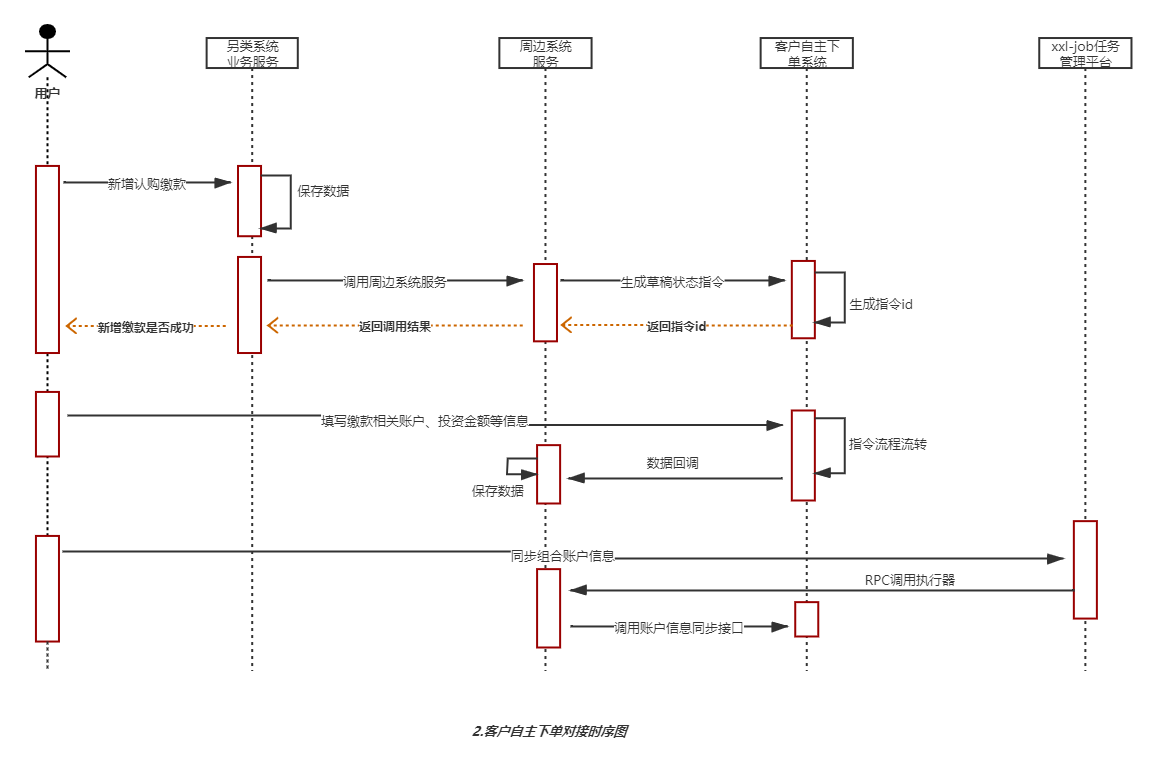 另类系统
业务服务
周边系统
服务
客户自主下
单系统
xxl-job任务
管理平台
用户
新增认购缴款
保存数据
调用周边系统服务
生成草稿状态指令
生成指令id
新增缴款是否成功
返回调用结果
返回指令id
填写缴款相关账户、投资金额等信息
指令流程流转
数据回调
保存数据
同步组合账户信息
RPC调用执行器
调用账户信息同步接口
2.客户自主下单对接时序图